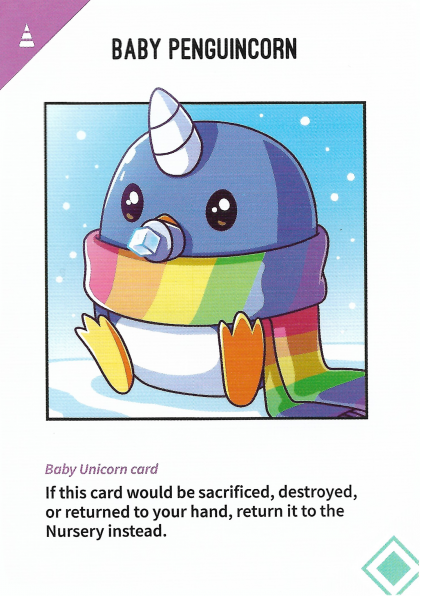 BABY PENGUINCORN
Baby Unicorn card
If this card would be sacrificed, destroyed,
or returned to your hand, return it to the
Nursery instead.